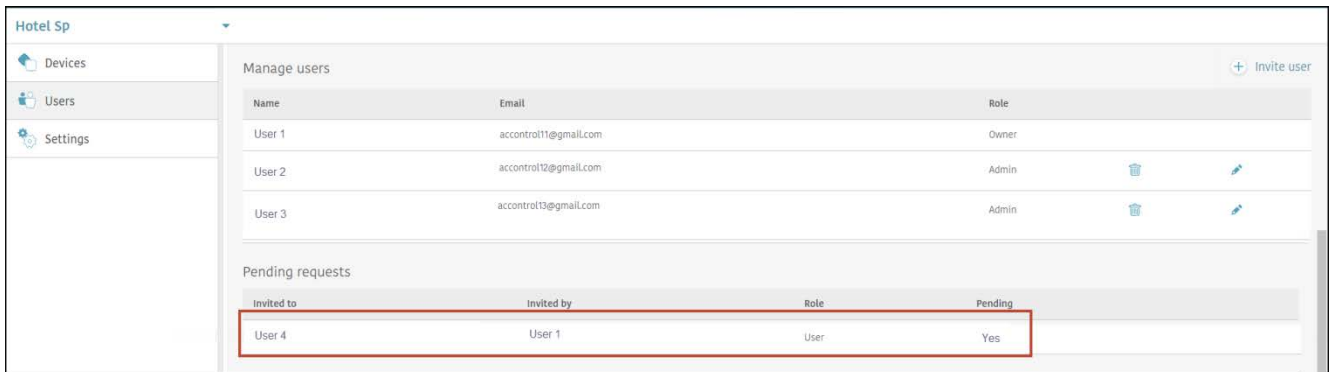 Hotel Sp
Devices
Users
Settings
Manage users
Invite user
Name Email Role
User 1 accontrol11@gmail.com Owner
User 2 accontrol12@gmail.com Admin
User 3 accontrol13@gmail.com Admin
Pending requests
Invited to Invited by Role Pending
User 4 User 1 User Yes